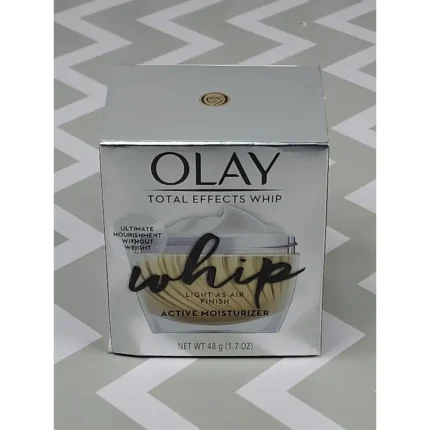 OLAY
TOTAL EFFECTS WHIP
ULTIMATE
NOURISHMENT
WITHOUT
WEIGHT
whip
LIGHT AS AIR
FINISH
ACTIVE MOISTURIZER
NET WT 48 g (1.7 OZ)